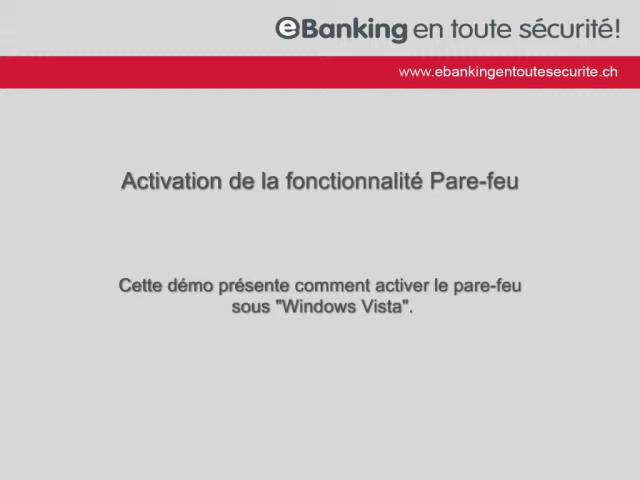 eBanking en toute sécurité!
www.ebankingentoutesecurite.ch
Activation de la fonctionnalité Pare-feu
Cette démo présente comment activer le pare-feu
sous "Windows Vista".